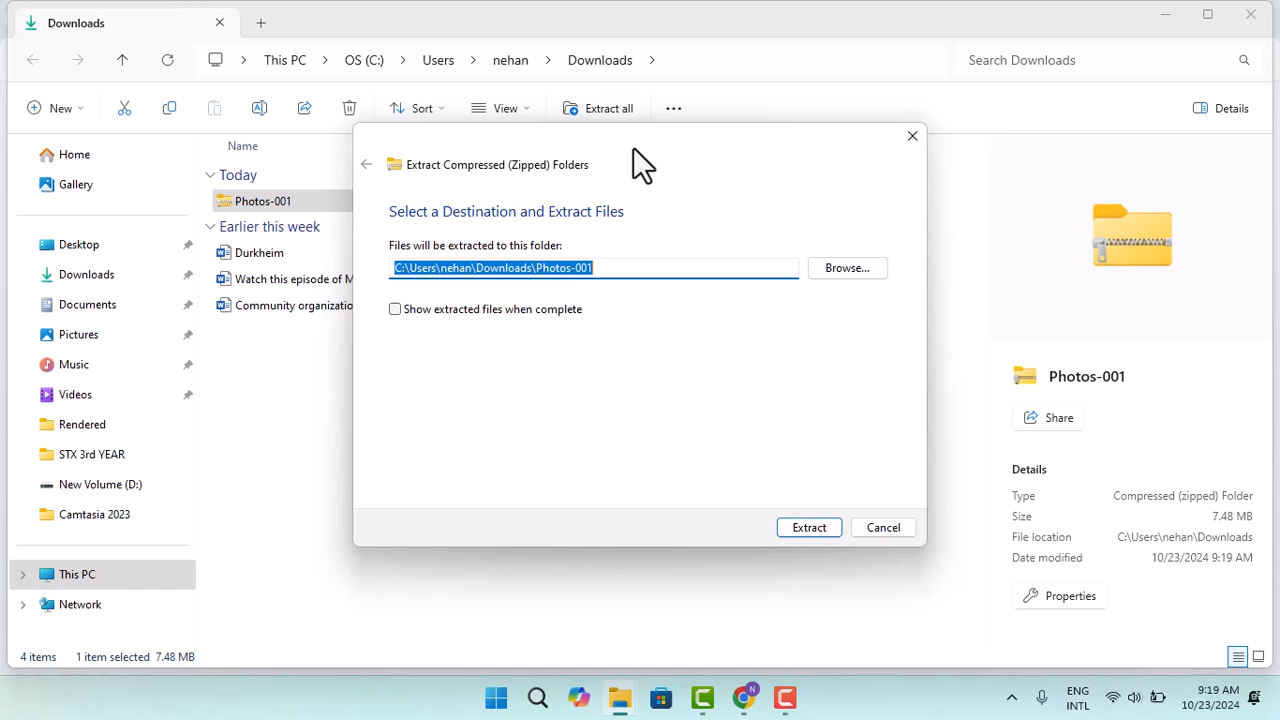 Downloads
This PC
OS (C:)
Users
nehan
Downloads
Search Downloads
New
Sort
View
Extract all
Details
Home
Gallery
Desktop
Downloads
Documents
Pictures
Music
Videos
Rendered
STX 3rd YEAR
New Volume (D:)
Camtasia 2023
This PC
Network
Name
Today
Photos-001
Earlier this week
Durkheim
Watch this episode of M
Community organizatio
Extract Compressed (Zipped) Folders
Select a Destination and Extract Files
Files will be extracted to this folder:
C:\Users\nehan\Downloads\Photos-001
Browse...
Show extracted files when complete
Extract
Cancel
Photos-001
Share
Details
Type Compressed (zipped) Folder
Size 7.48 MB
File location C:\Users\nehan\Downloads
Date modified 10/23/2024 9:19 AM
Properties
4 items 1 item selected 7.48 MB
N
ENG
INTL
9:19 AM
10/23/2024